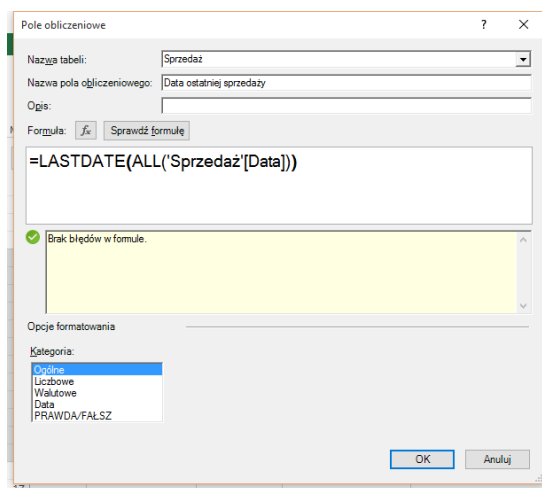 Pole obliczeniowe ?
Nazwa tabeli: Sprzedaż
Nazwa pola obliczeniowego: Data ostatniej sprzedaży
Opis:
Formuła: fx Sprawdź formułę
=LASTDATE(ALL('Sprzedaż'[Data]))
Brak błędów w formule.
Opcje formatowania
Kategoria:
Ogólne
Liczbowe
Walutowe
Data
PRAWDA/FAŁSZ
OK Anuluj
17